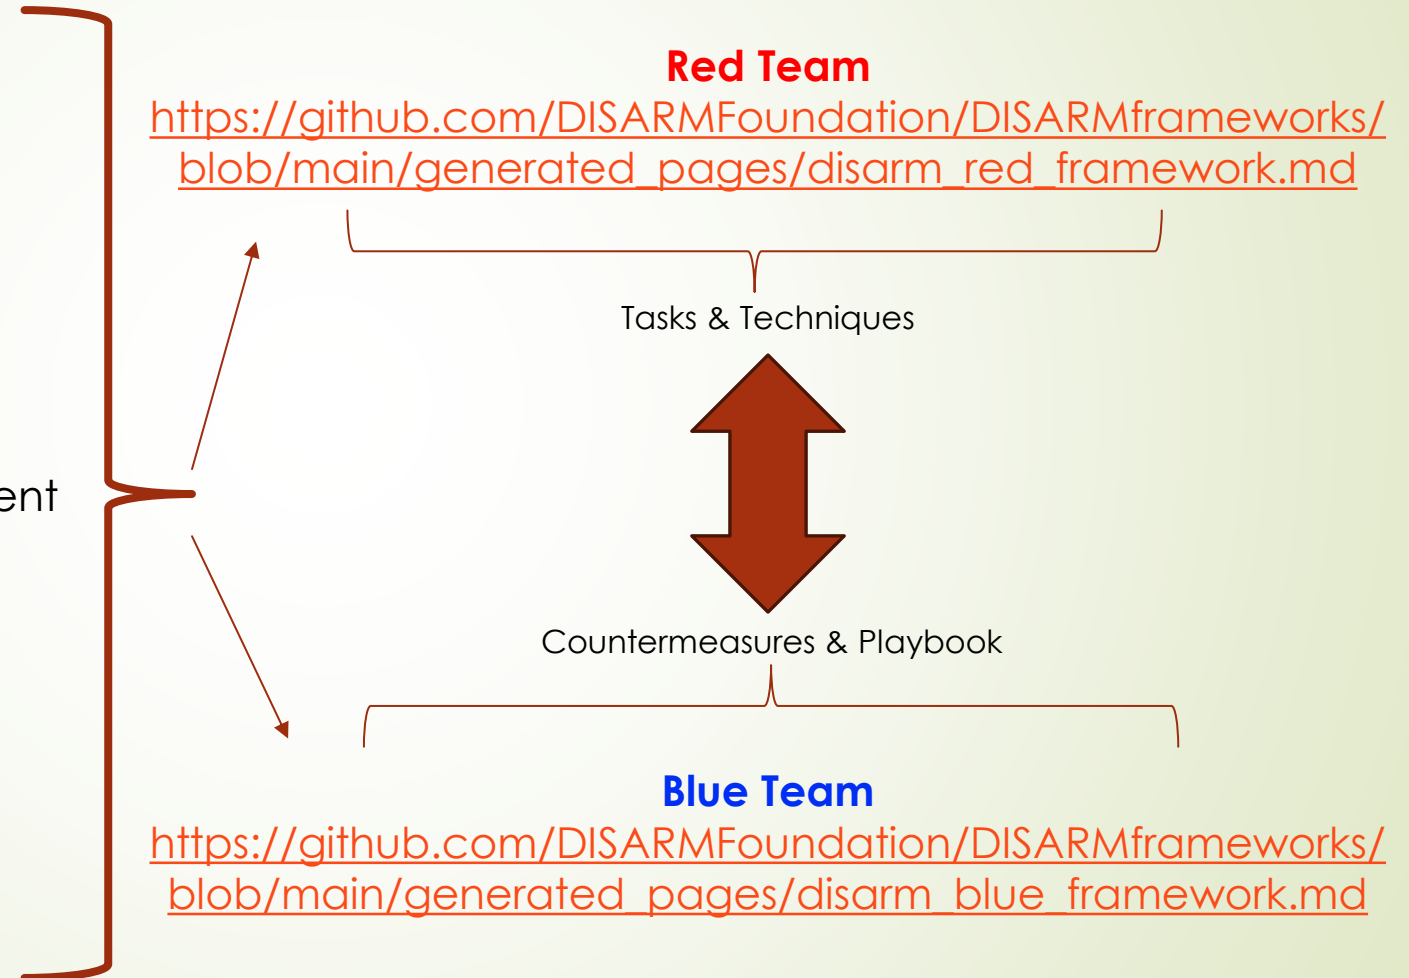 Red Team
https://github.com/DISARMFoundation/DISARMframeworks/
blob/main/generated_pages/disarm_red_framework.md
Tasks & Techniques
ent
Countermeasures & Playbook
Blue Team
https://github.com/DISARMFoundation/DISARMframeworks/
blob/main/generated_pages/disarm_blue_framework.md